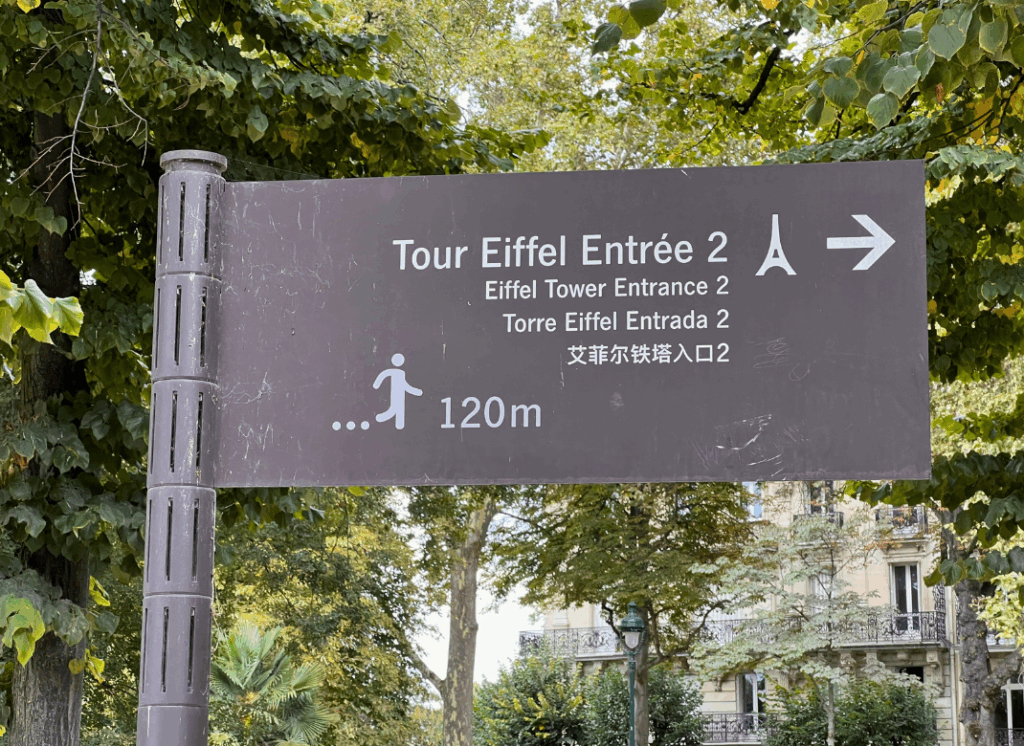 Tour Eiffel Entrée 2
Eiffel Tower Entrance 2
Torre Eiffel Entrada 2
艾菲尔铁塔入口2
120m